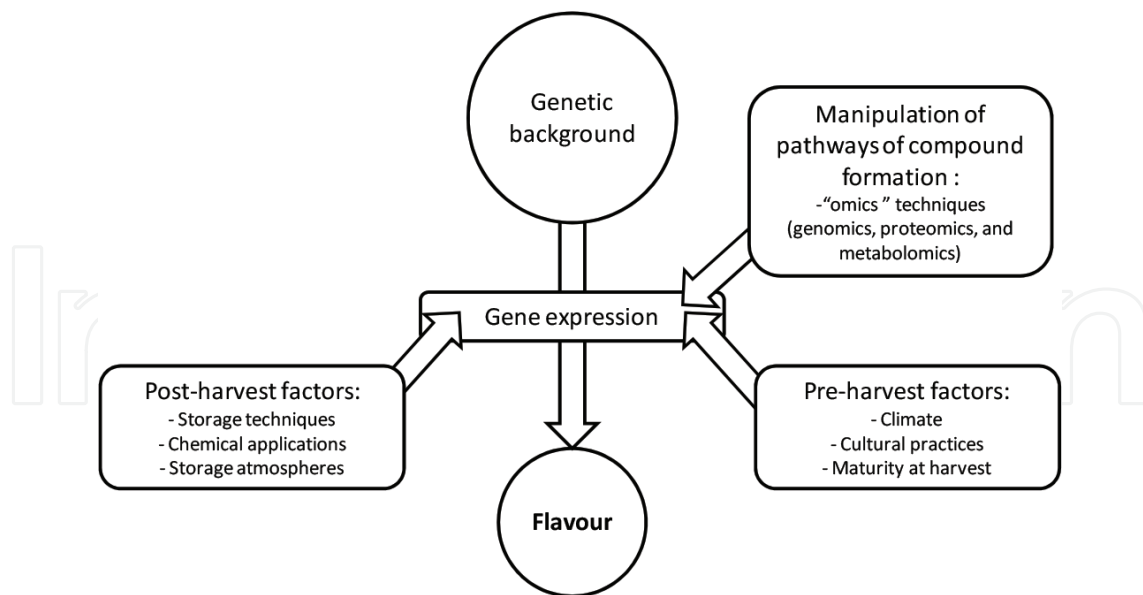 Genetic
background
Manipulation of
pathways of compound
formation :
-“omics ” techniques
(genomics, proteomics, and
metabolomics)
Gene expression
Post-harvest factors:
- Storage techniques
- Chemical applications
- Storage atmospheres
Pre-harvest factors:
- Climate
- Cultural practices
- Maturity at harvest
Flavour